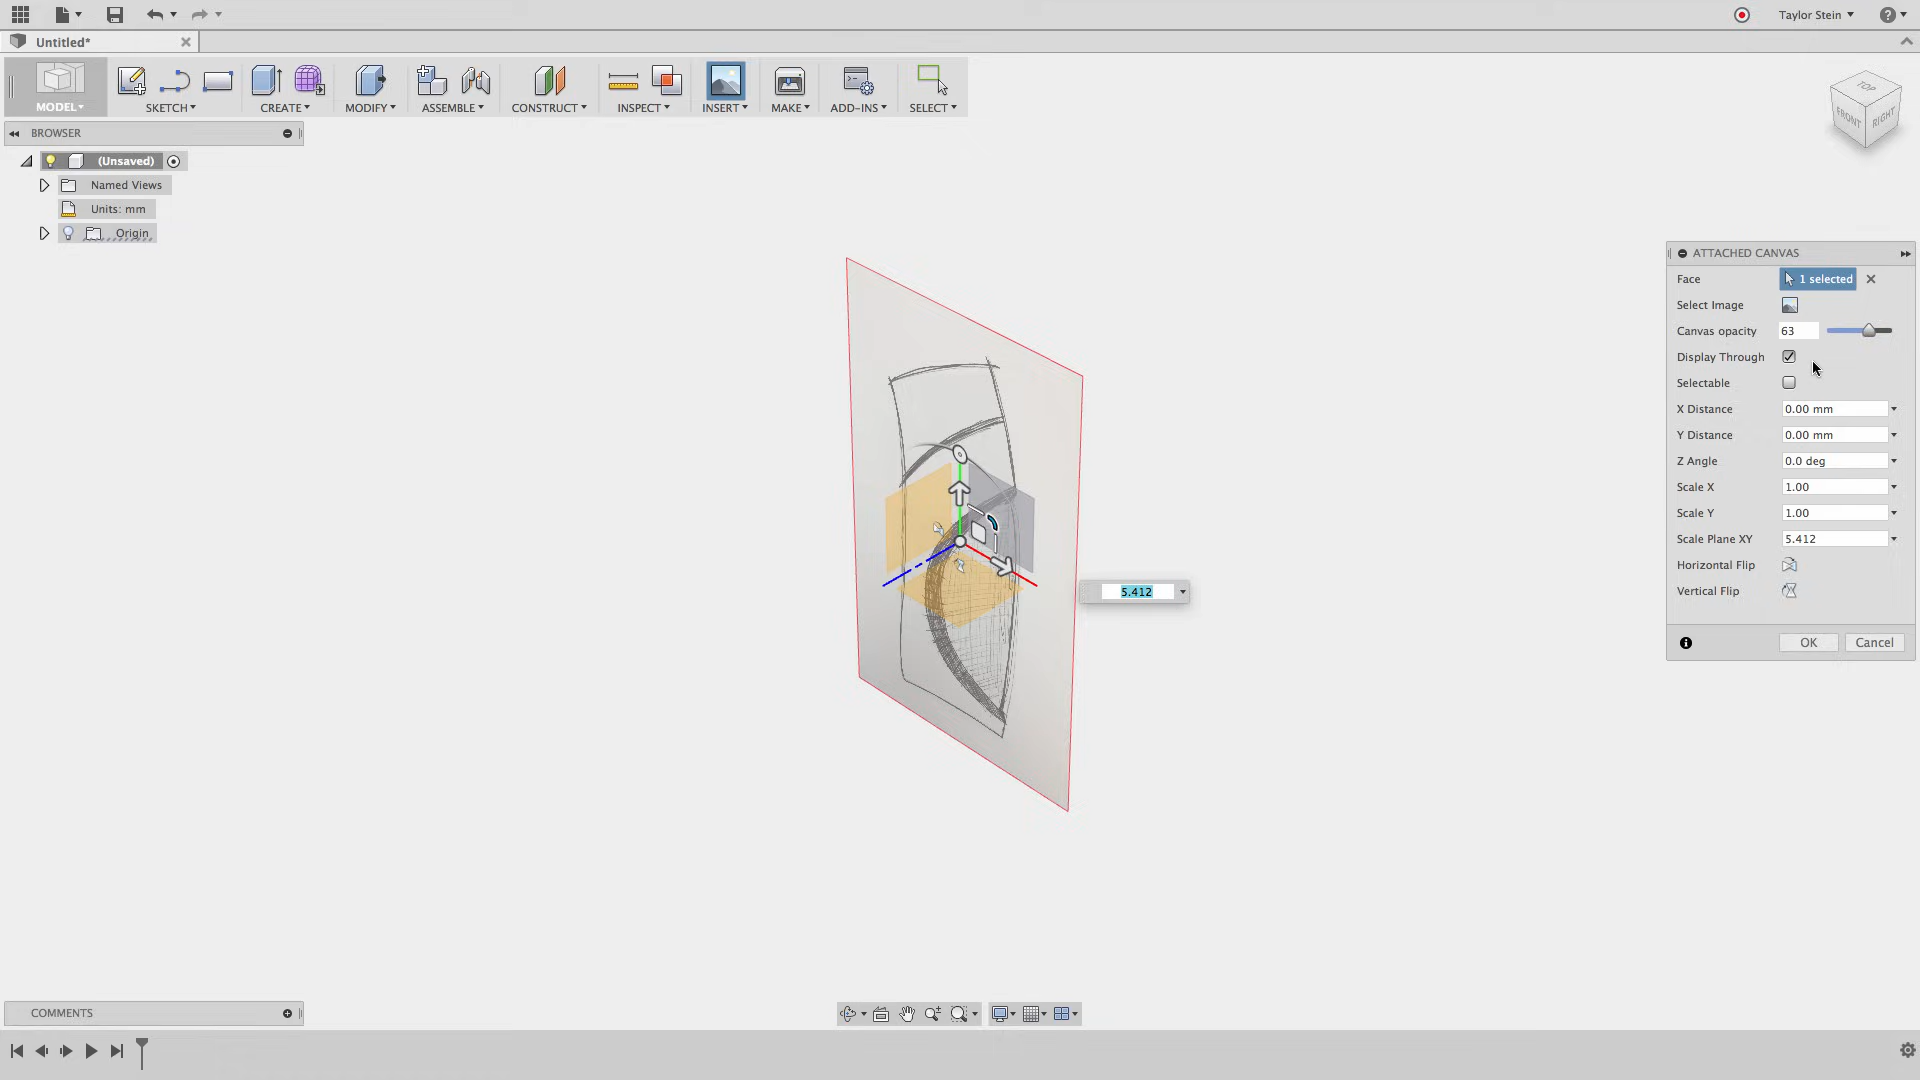 Taylor Stein
Untitled*
MODEL
SKETCH
CREATE
MODIFY
ASSEMBLE
CONSTRUCT
INSPECT
INSERT
MAKE
ADD-INS
SELECT
TOP
FRONT
RIGHT
BROWSER
(Unsaved)
Named Views
Units: mm
Origin
ATTACHED CANVAS
Face 1 selected
Select Image
Canvas opacity 63
Display Through
Selectable
X Distance 0.00 mm
Y Distance 0.00 mm
Z Angle 0.0 deg
Scale X 1.00
Scale Y 1.00
Scale Plane XY 5.412
Horizontal Flip
Vertical Flip
OK Cancel
5.412
COMMENTS